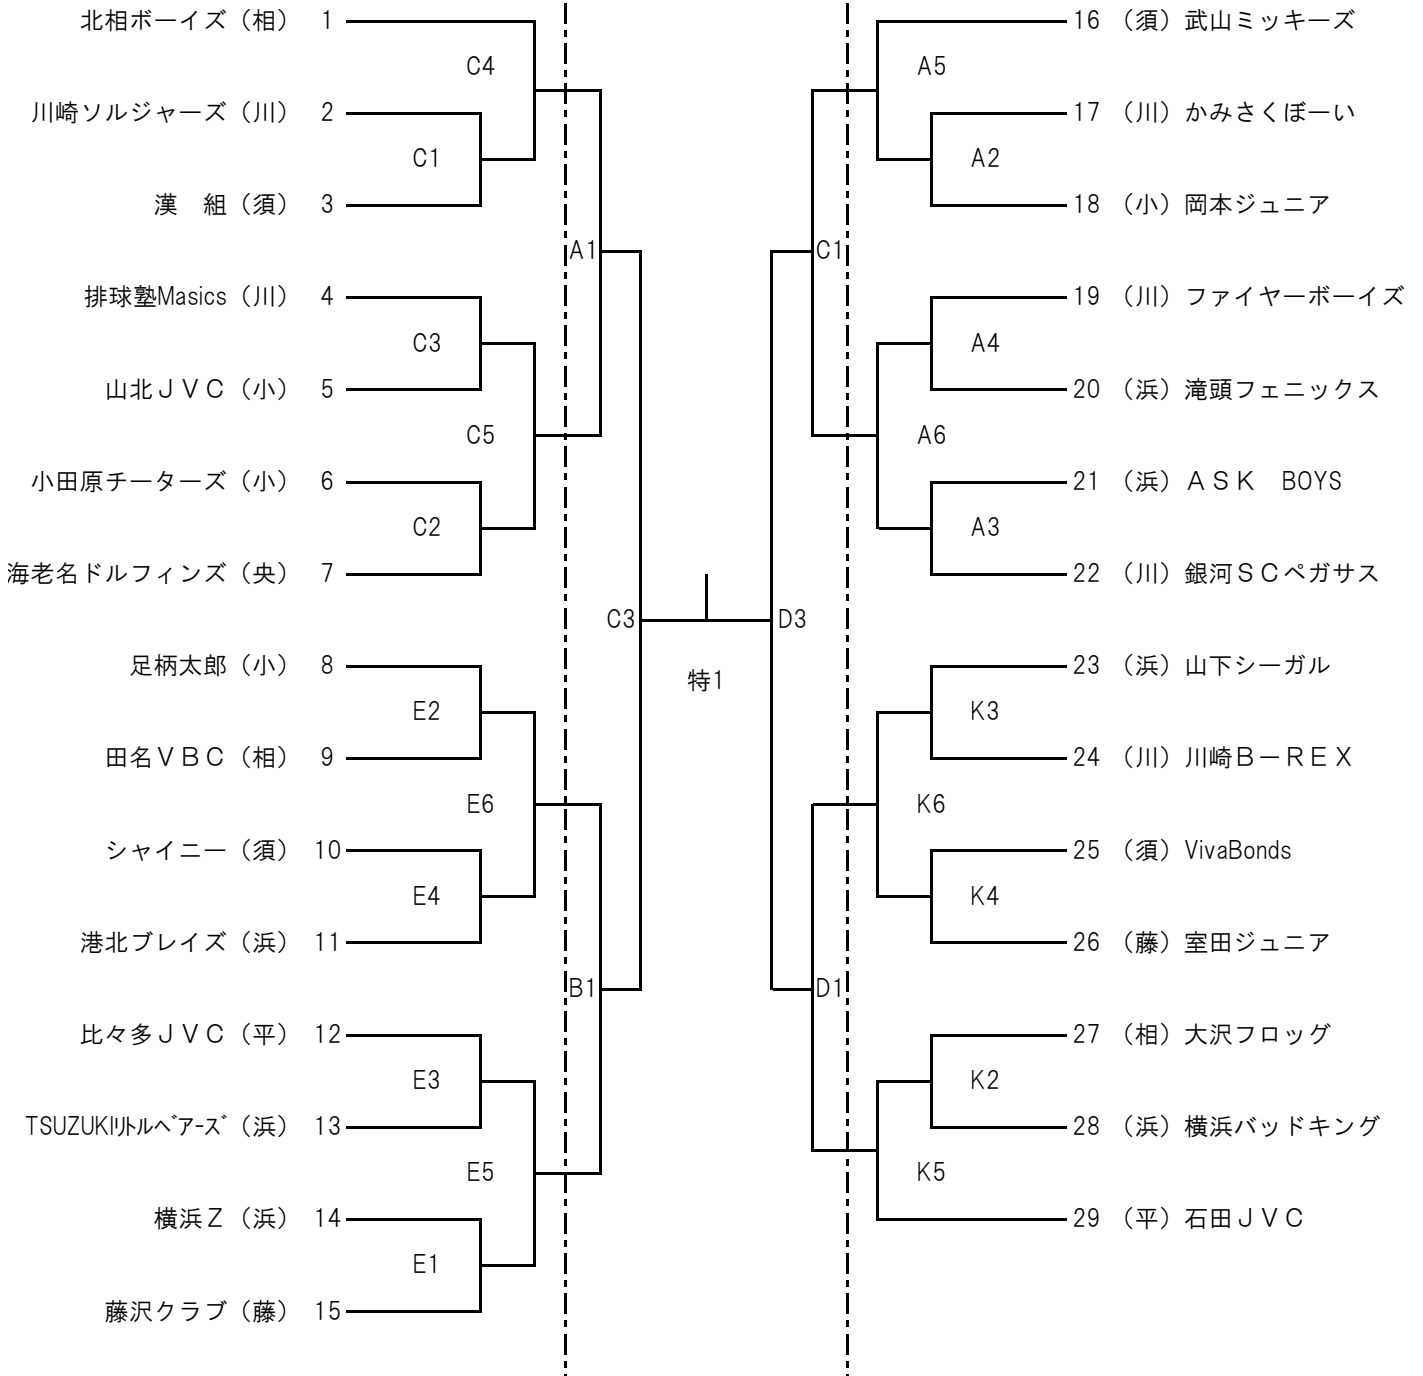 北相ボーイズ（相） 1
C4
川崎ソルジャーズ（川） 2
C1
漢　組（須） 3
A1
排球塾Masics（川） 4
C3
山北ＪＶＣ（小） 5
C5
小田原チーターズ（小） 6
C2
海老名ドルフィンズ（央） 7
C3
足柄太郎（小） 8
E2
田名ＶＢＣ（相） 9
E6
シャイニー（須） 10
E4
港北ブレイズ（浜） 11
B1
比々多ＪＶＣ（平） 12
E3
TSUZUKIﾘﾄﾙﾍﾞｱｰｽﾞ（浜） 13
E5
横浜Ｚ（浜） 14
E1
藤沢クラブ（藤） 15
特1
16 （須）武山ミッキーズ
A5
17 （川）かみさくぼーい
A2
18 （小）岡本ジュニア
C1
19 （川）ファイヤーボーイズ
A4
20 （浜）滝頭フェニックス
A6
21 （浜）ＡＳＫ　BOYS
A3
22 （川）銀河ＳＣペガサス
D3
23 （浜）山下シーガル
K3
24 （川）川崎Ｂ－ＲＥＸ
K6
25 （須）VivaBonds
K4
26 （藤）室田ジュニア
D1
27 （相）大沢フロッグ
K2
28 （浜）横浜バッドキング
K5
29 （平）石田ＪＶＣ